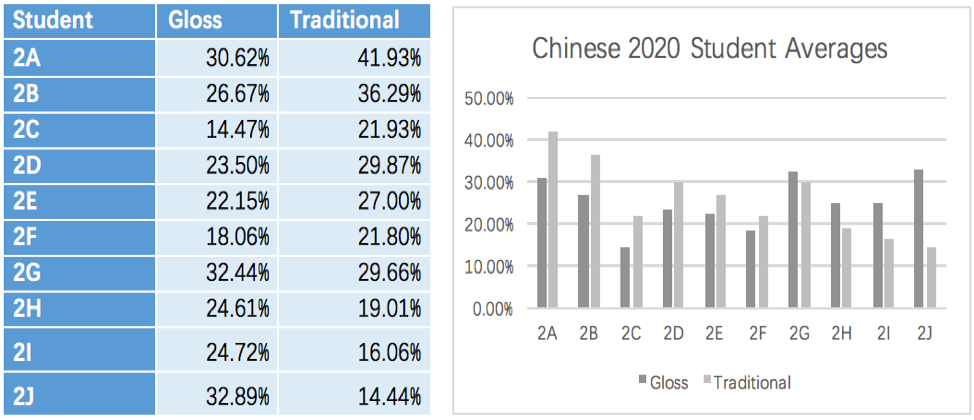 Student Gloss Traditional
2A 30.62% 41.93%
2B 26.67% 36.29%
2C 14.47% 21.93%
2D 23.50% 29.87%
2E 22.15% 27.00%
2F 18.06% 21.80%
2G 32.44% 29.66%
2H 24.61% 19.01%
2I 24.72% 16.06%
2J 32.89% 14.44%
Chinese 2020 Student Averages
50.00%
40.00%
30.00%
20.00%
10.00%
0.00%
2A 2B 2C 2D 2E 2F 2G 2H 2I 2J
Gloss Traditional